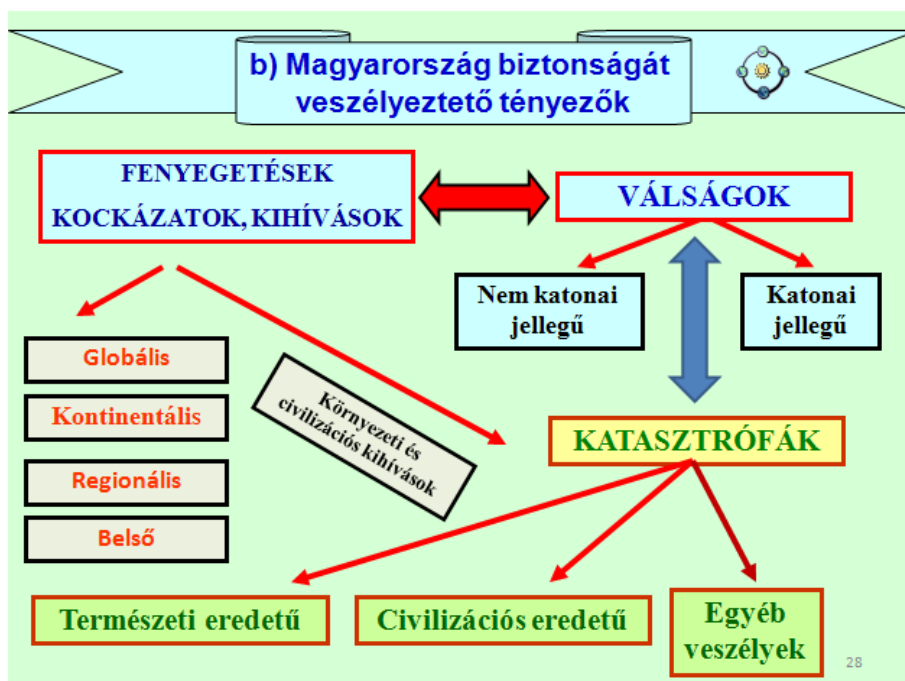 b) Magyarország biztonságát
veszélyeztető tényezők
FENYEGETÉSEK
KOCKÁZATOK, KIHÍVÁSOK
VÁLSÁGOK
Nem katonai
jellegű
Katonai
jellegű
Globális
Kontinentális
Regionális
Belső
Környezeti és
civilizációs kihívások
KATASZTRÓFÁK
Természeti eredetű
Civilizációs eredetű
Egyéb
veszélyek
28